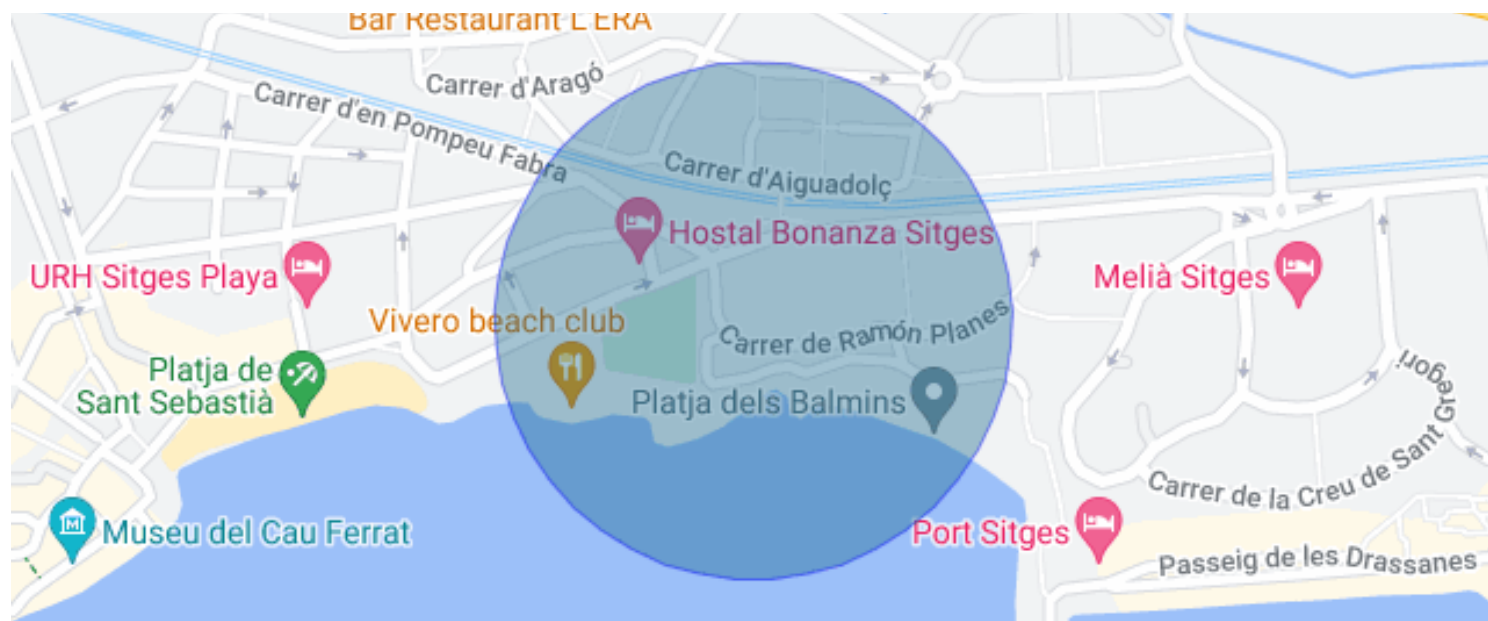 Bar Restaurant L'ERA
Carrer d'Aragó
Carrer d'en Pompeu Fabra
Carrer d'Aiguadolç
Hostal Bonanza Sitges
URH Sitges Playa
Melià Sitges
Vivero beach club
Carrer de Ramón Planes
Platja de
Sant Sebastià
Platja dels Balmins
Carrer de la Creu de Sant Gregori
Museu del Cau Ferrat
M
Port Sitges
Passeig de les Drassanes